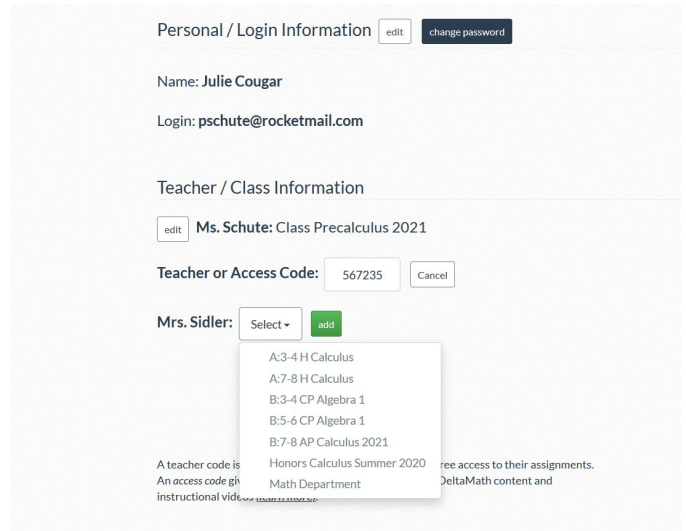 Personal / Login Information edit change password
Name: Julie Cougar
Login: pschute@rocketmail.com
Teacher / Class Information
edit Ms. Schute: Class Precalculus 2021
Teacher or Access Code: 567235 Cancel
Mrs. Sidler: Select add
A:3-4 H Calculus
A:7-8 H Calculus
B:3-4 CP Algebra 1
B:5-6 CP Algebra 1
B:7-8 AP Calculus 2021
Honors Calculus Summer 2020
Math Department
A teacher code is ree access to their assignments.
An access code giv DeltaMath content and
instructional videos (learn more).